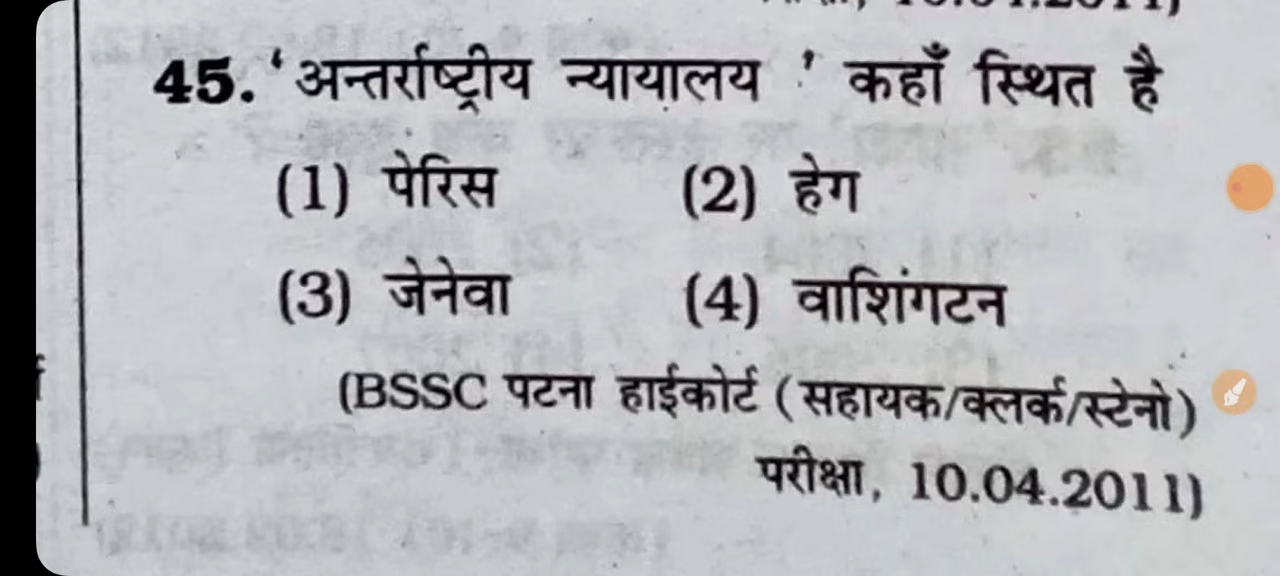 45. ‘अन्तर्राष्ट्रीय न्यायालय ’ कहाँ स्थित है
(1) पेरिस (2) हेग
(3) जेनेवा (4) वाशिंगटन
(BSSC पटना हाईकोर्ट (सहायक/क्लर्क/स्टेनो)
परीक्षा, 10.04.2011)